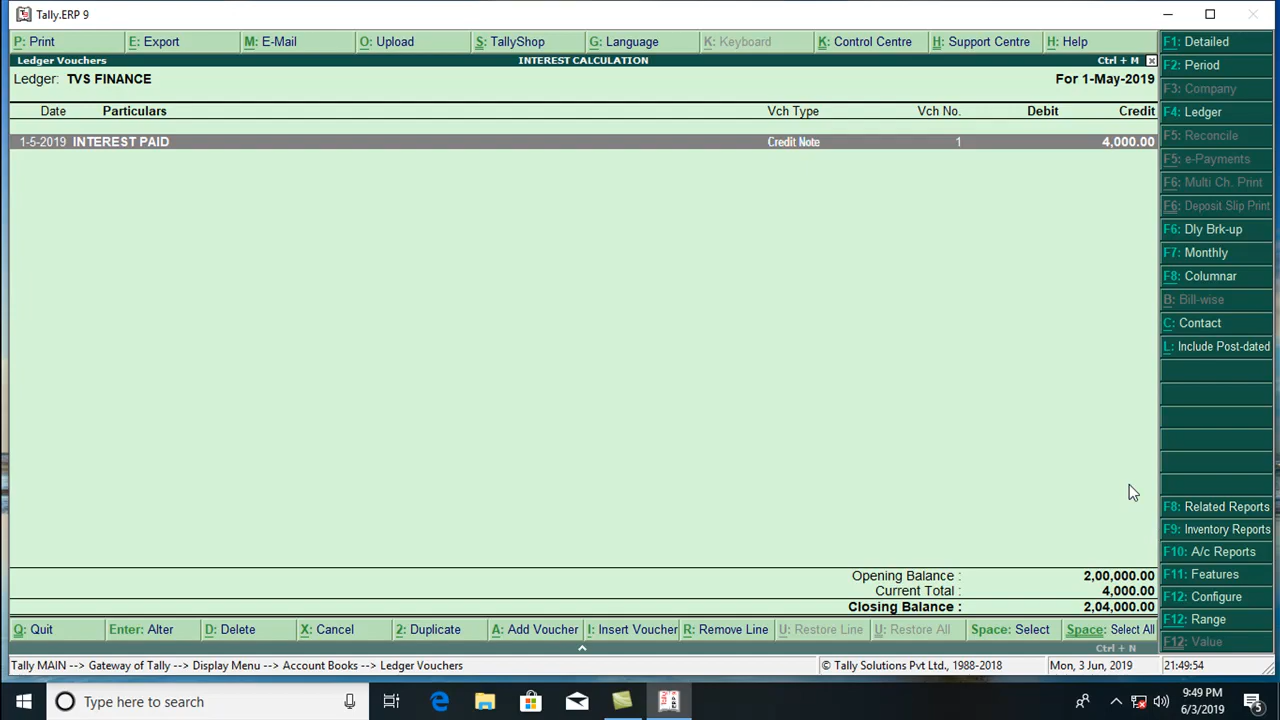 Tally.ERP 9
P: Print E: Export M: E-Mail O: Upload S: TallyShop G: Language K: Keyboard K: Control Centre H: Support Centre H: Help
Ledger Vouchers INTEREST CALCULATION Ctrl + M
Ledger: TVS FINANCE For 1-May-2019
Date Particulars Vch Type Vch No. Debit Credit
1-5-2019 INTEREST PAID Credit Note 1 4,000.00
Opening Balance : 2,00,000.00
Current Total : 4,000.00
Closing Balance : 2,04,000.00
Q: Quit Enter: Alter D: Delete X: Cancel 2: Duplicate A: Add Voucher I: Insert Voucher R: Remove Line U: Restore Line U: Restore All Space: Select Space: Select All
Ctrl + N
Tally MAIN --> Gateway of Tally --> Display Menu --> Account Books --> Ledger Vouchers © Tally Solutions Pvt Ltd., 1988-2018 Mon, 3 Jun, 2019 21:49:54
F1: Detailed
F2: Period
F3: Company
F4: Ledger
F5: Reconcile
F5: e-Payments
F6: Multi Ch. Print
F6: Deposit Slip Print
F6: Dly Brk-up
F7: Monthly
F8: Columnar
B: Bill-wise
C: Contact
L: Include Post-dated
F8: Related Reports
F9: Inventory Reports
F10: A/c Reports
F11: Features
F12: Configure
F12: Range
F12: Value
Type here to search
9:49 PM
6/3/2019
5